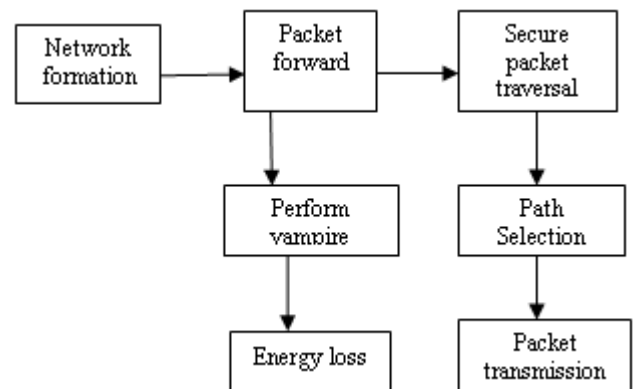 Network
formation
Packet
forward
Secure
packet
traversal
Perform
vampire
Path
Selection
Energy loss
Packet
transmission